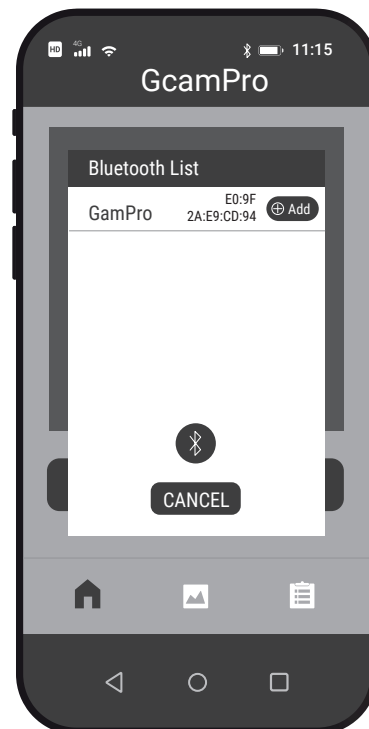 HD 4G 11:15
GcamPro
Bluetooth List
GamPro E0:9F
2A:E9:CD:94 Add
CANCEL